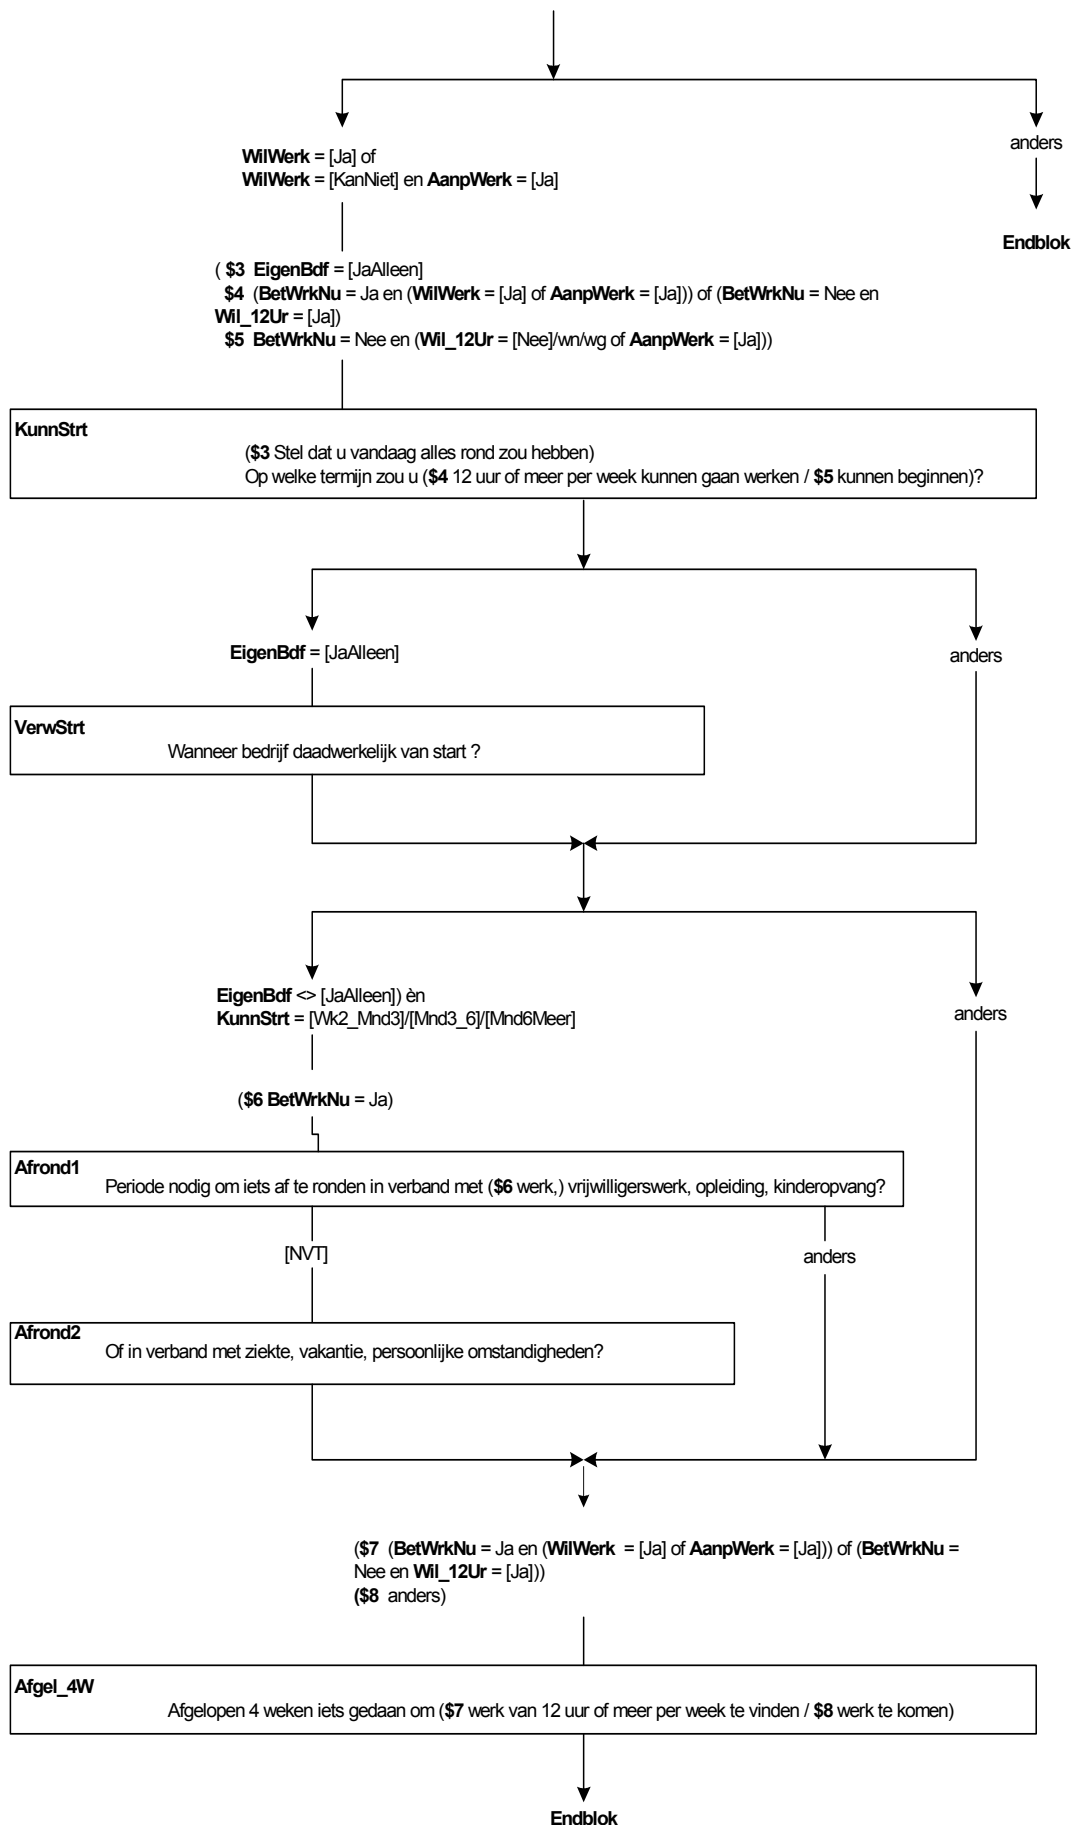 WilWerk = [Ja] of
WilWerk = [KanNiet] en AanpWerk = [Ja]
anders
Endblok
( $3 EigenBdf = [JaAlleen]
$4 (BetWrkNu = Ja en (WilWerk = [Ja] of AanpWerk = [Ja])) of (BetWrkNu = Nee en
Wil_12Ur = [Ja])
$5 BetWrkNu = Nee en (Wil_12Ur = [Nee]/wn/wg of AanpWerk = [Ja]))
KunnStrt
($3 Stel dat u vandaag alles rond zou hebben)
Op welke termijn zou u ($4 12 uur of meer per week kunnen gaan werken / $5 kunnen beginnen)?
EigenBdf = [JaAlleen]
anders
VerwStrt
Wanneer bedrijf daadwerkelijk van start ?
EigenBdf <> [JaAlleen]) èn
KunnStrt = [Wk2_Mnd3]/[Mnd3_6]/[Mnd6Meer]
anders
($6 BetWrkNu = Ja)
Afrond1
Periode nodig om iets af te ronden in verband met ($6 werk,) vrijwilligerswerk, opleiding, kinderopvang?
[NVT]
anders
Afrond2
Of in verband met ziekte, vakantie, persoonlijke omstandigheden?
($7 (BetWrkNu = Ja en (WilWerk = [Ja] of AanpWerk = [Ja])) of (BetWrkNu =
Nee en Wil_12Ur = [Ja]))
($8 anders)
Afgel_4W
Afgelopen 4 weken iets gedaan om ($7 werk van 12 uur of meer per week te vinden / $8 werk te komen)
Endblok